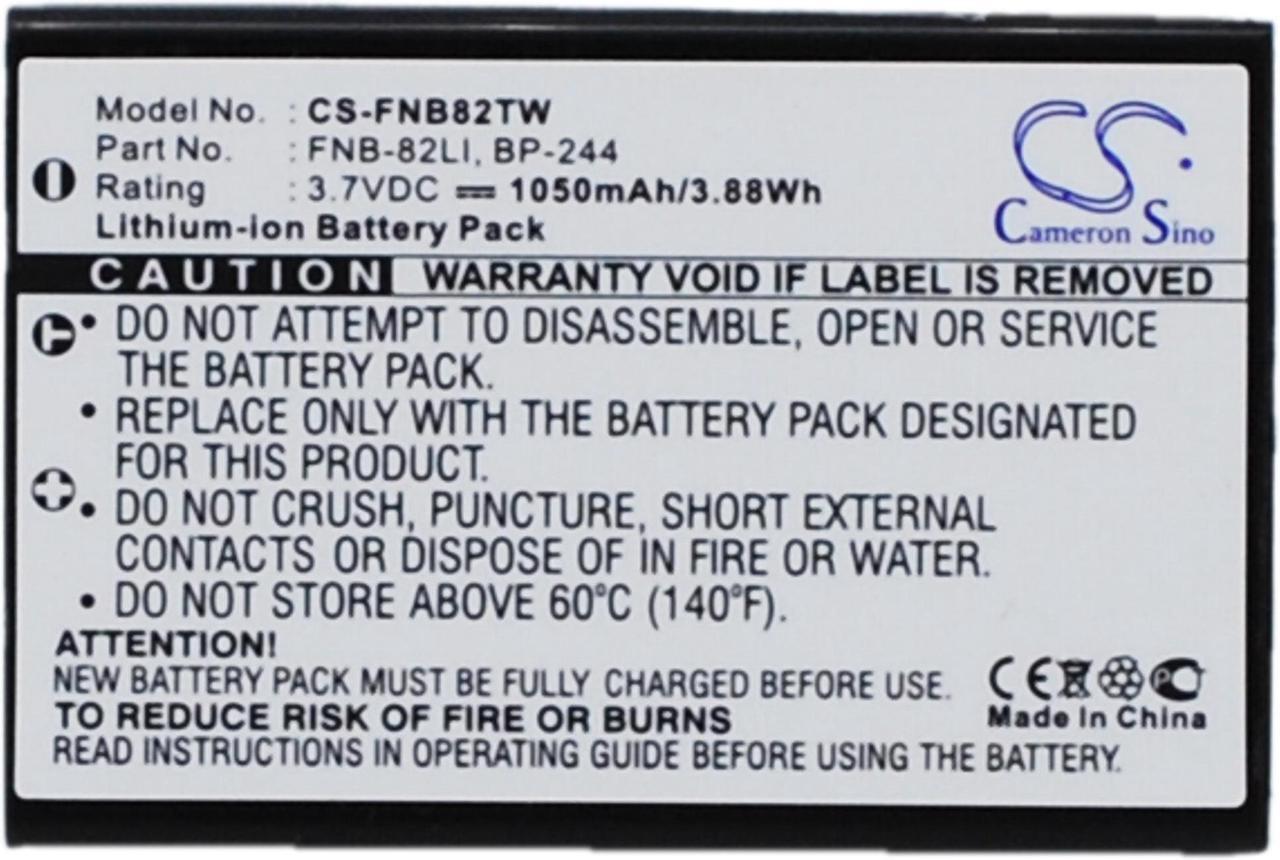 Model No. : CS-FNB82TW
Part No. : FNB-82LI, BP-244
Rating : 3.7VDC ⎓ 1050mAh/3.88Wh
Lithium-ion Battery Pack
CS
Cameron Sino
CAUTION WARRANTY VOID IF LABEL IS REMOVED
• DO NOT ATTEMPT TO DISASSEMBLE, OPEN OR SERVICE
THE BATTERY PACK.
• REPLACE ONLY WITH THE BATTERY PACK DESIGNATED
FOR THIS PRODUCT.
• DO NOT CRUSH, PUNCTURE, SHORT EXTERNAL
CONTACTS OR DISPOSE OF IN FIRE OR WATER.
• DO NOT STORE ABOVE 60°C (140°F).
ATTENTION!
NEW BATTERY PACK MUST BE FULLY CHARGED BEFORE USE.
TO REDUCE RISK OF FIRE OR BURNS
READ INSTRUCTIONS IN OPERATING GUIDE BEFORE USING THE BATTERY.
CE PC
Made In China